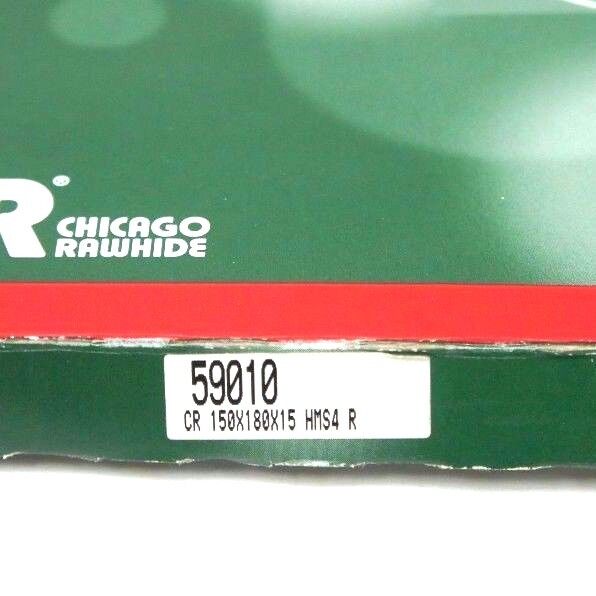 R® CHICAGO
RAWHIDE
59010
CR 150X180X15 HMS4 R